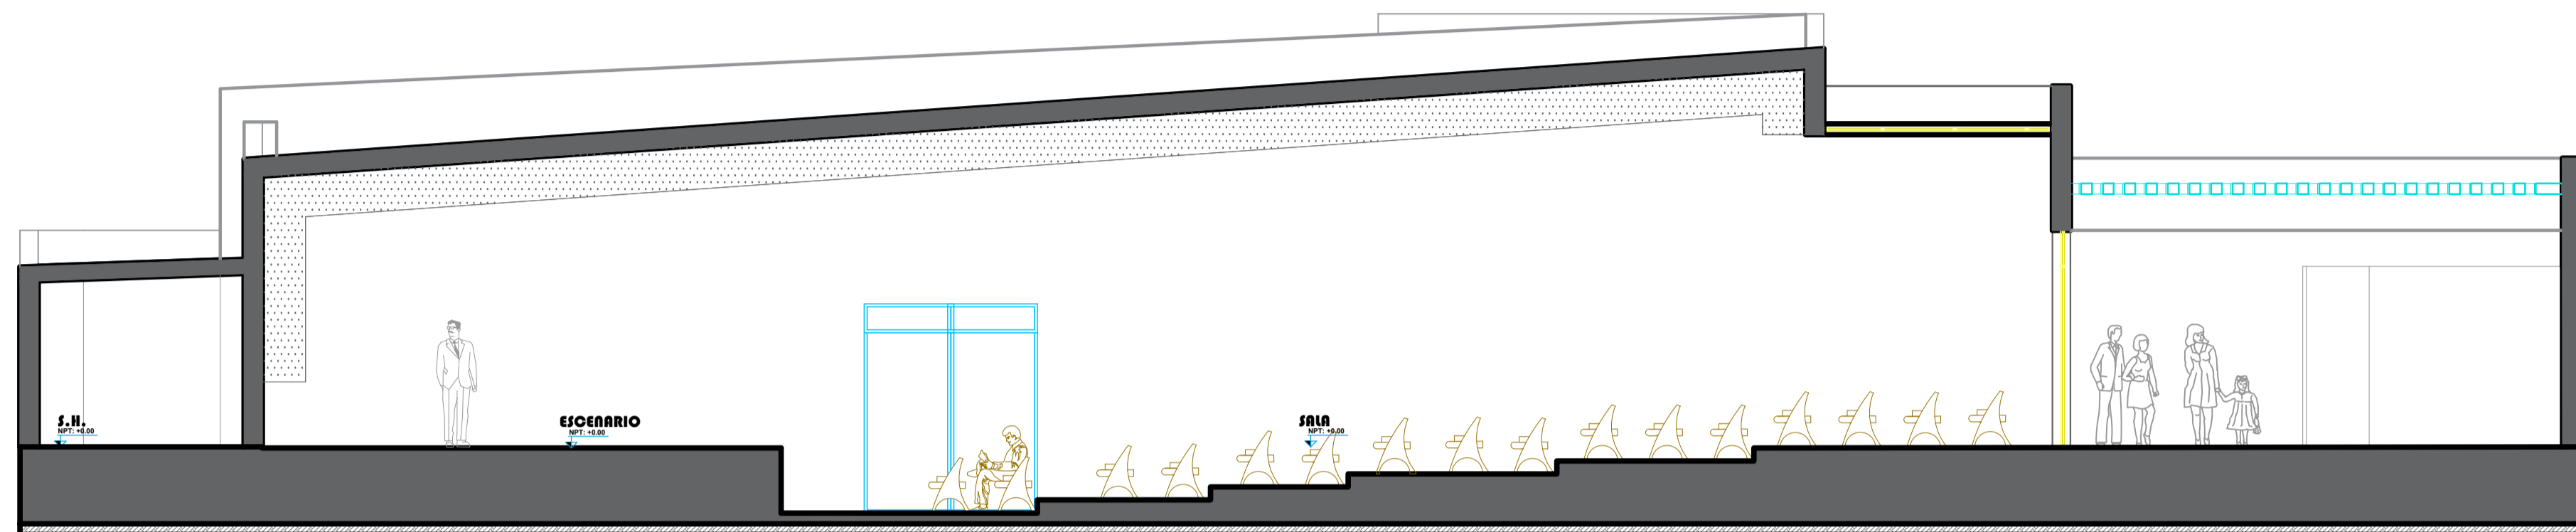 S.H.
NPT: +0.00
ESCENARIO
NPT: +0.00
SALA
NPT: +0.00